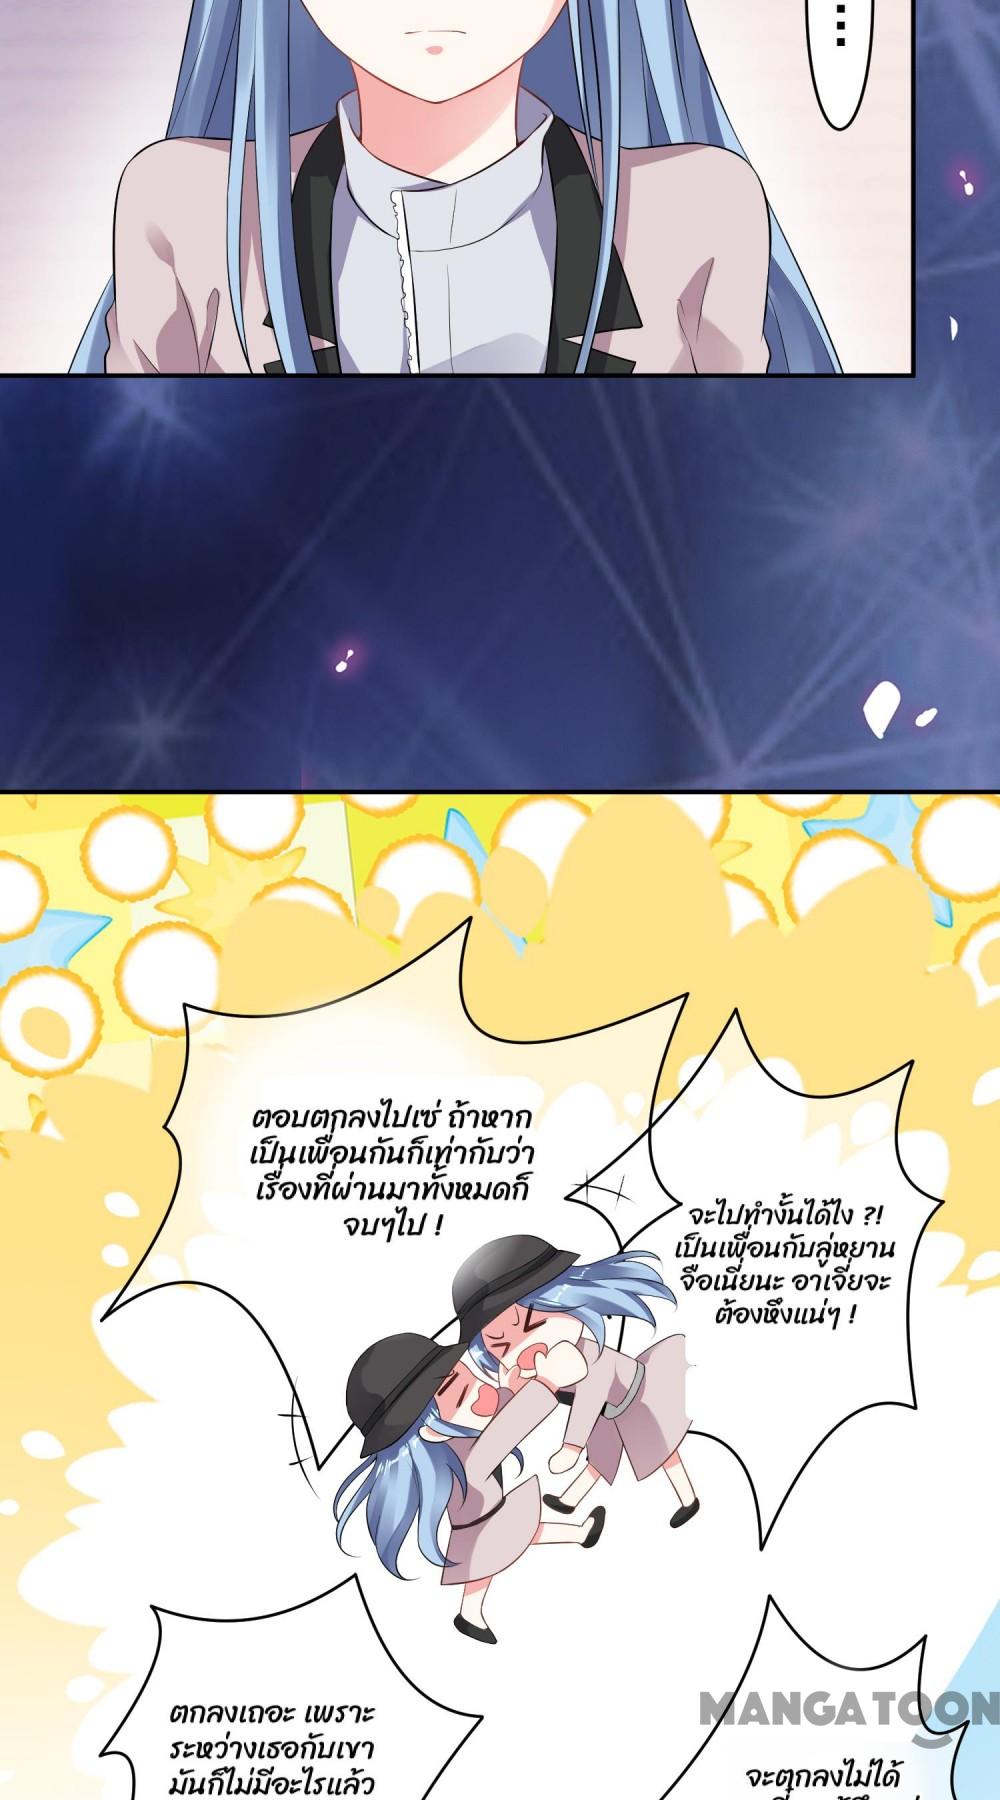 ....
ตอบตกลงไปเซ่ ถ้าหาก
เป็นเพื่อนกันก็เท่ากับว่า
เรื่องที่ผ่านมาทั้งหมดก็
จบๆไป !
จะไปทำงั้นได้ไง ?!
เป็นเพื่อนกับลู่หยาน
จือเนี่ยนะ อาเจี่ยจะ
ต้องหึงแน่ๆ !
ตกลงเถอะ เพราะ
ระหว่างเธอกับเขา
มันก็ไม่มีอะไรแล้ว
MANGATOON
จะตกลงไม่ได้